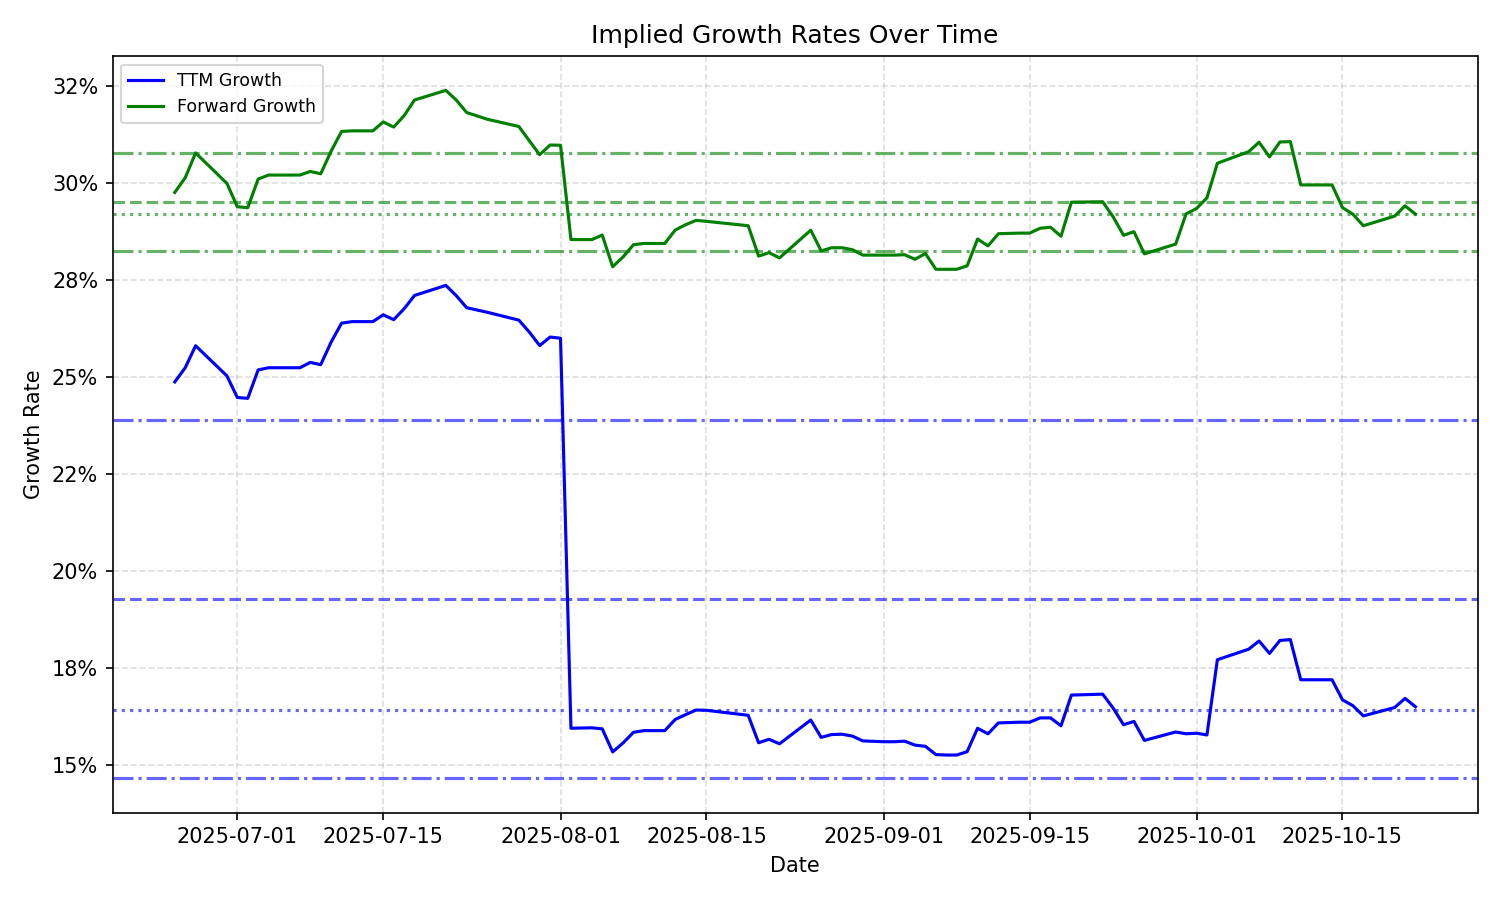 Implied Growth Rates Over Time
TTM Growth
Forward Growth
32%
30%
28%
25%
22%
20%
18%
15%
Growth Rate
2025-07-01 2025-07-15 2025-08-01 2025-08-15 2025-09-01 2025-09-15 2025-10-01 2025-10-15
Date